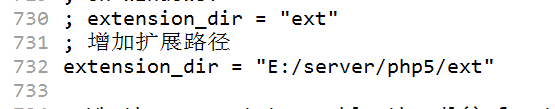 730 ; extension_dir = "ext"
731 ; 增加扩展路径
732 extension_dir = "E:/server/php5/ext"
733